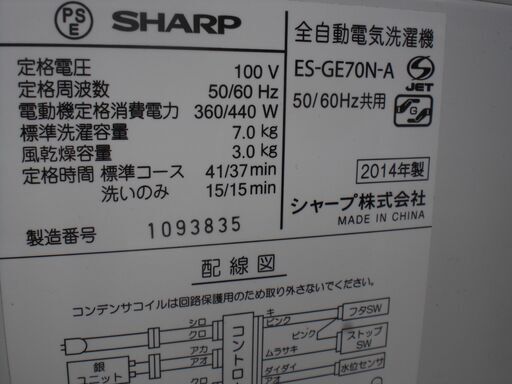 PS
E
SHARP
定格電圧 100 V
定格周波数 50/60 Hz
電動機定格消費電力 360/440 W
標準洗濯容量 7.0 kg
風乾燥容量 3.0 kg
定格時間 標準コース 41/37min
洗いのみ 15/15min
製造番号 1093835
全自動電気洗濯機
ES-GE70N-A
S
JET
50/60Hz共用
G
2014年製
シャープ株式会社
MADE IN CHINA
配線図
コンデンサコイルは回路保護用のため取り外さないでください。
シロ
クロ
アカ
アオ
クロ
銀
ユニット
コントロ
キ
ピンク
ピンク
フタSW
ムラサキ
ストップ
SW
ダイダイ
アオ
水位センサ